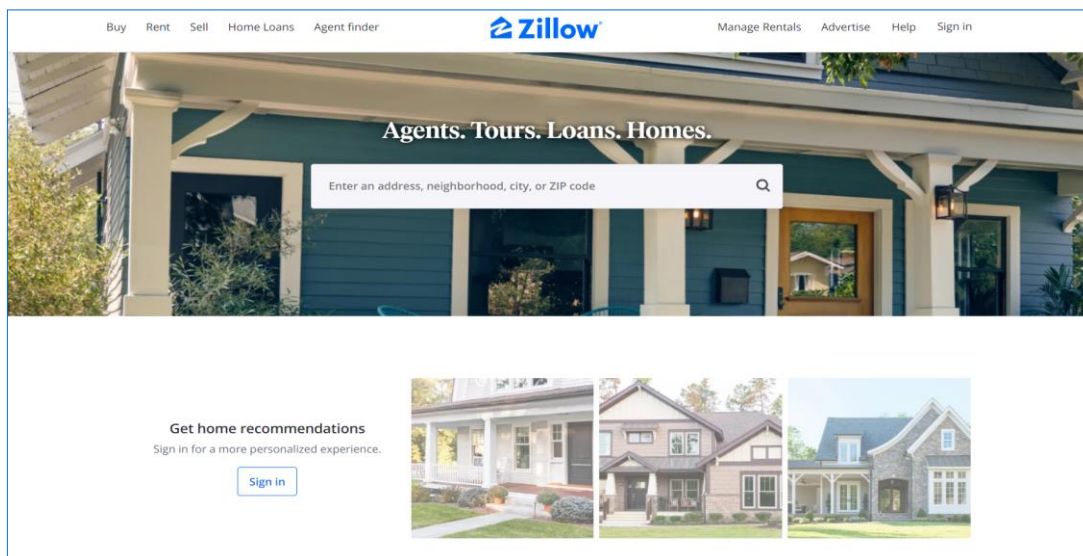 Buy Rent Sell Home Loans Agent finder Zillow Manage Rentals Advertise Help Sign in
Agents. Tours. Loans. Homes.
Enter an address, neighborhood, city, or ZIP code
Get home recommendations
Sign in for a more personalized experience.
Sign in